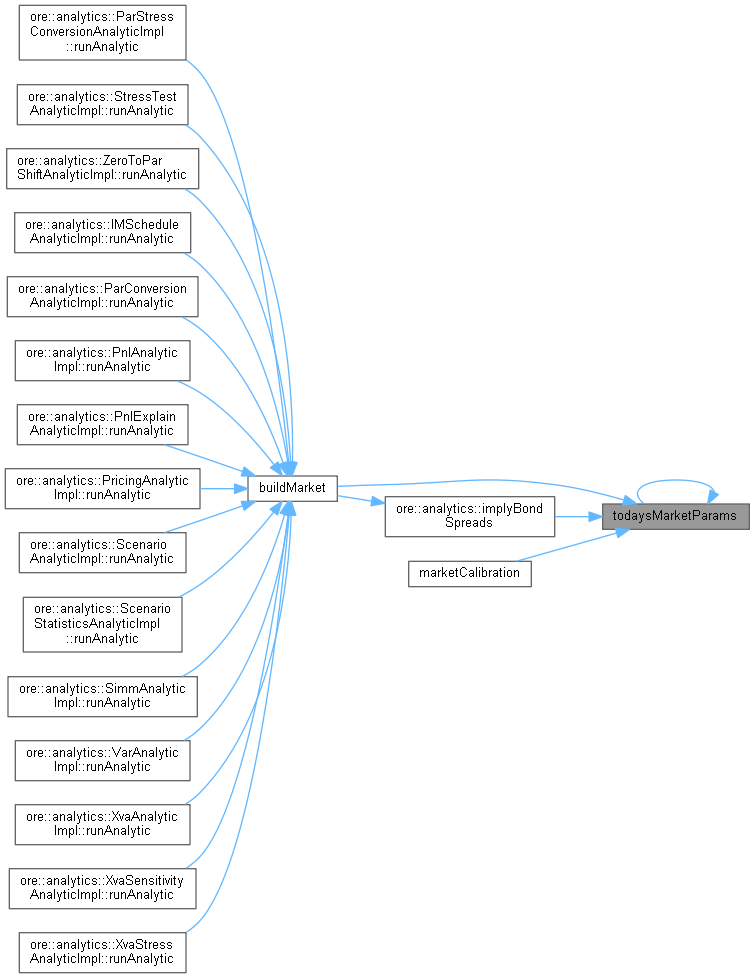 ore::analytics::ParStress
ConversionAnalyticImpl
::runAnalytic
ore::analytics::StressTest
AnalyticImpl::runAnalytic
ore::analytics::ZeroToPar
ShiftAnalyticImpl::runAnalytic
ore::analytics::IMSchedule
AnalyticImpl::runAnalytic
ore::analytics::ParConversion
AnalyticImpl::runAnalytic
ore::analytics::PnlAnalytic
Impl::runAnalytic
ore::analytics::PnlExplain
AnalyticImpl::runAnalytic
ore::analytics::PricingAnalytic
Impl::runAnalytic
ore::analytics::Scenario
AnalyticImpl::runAnalytic
ore::analytics::Scenario
StatisticsAnalyticImpl
::runAnalytic
ore::analytics::SimmAnalytic
Impl::runAnalytic
ore::analytics::VarAnalytic
Impl::runAnalytic
ore::analytics::XvaAnalytic
Impl::runAnalytic
ore::analytics::XvaSensitivity
AnalyticImpl::runAnalytic
ore::analytics::XvaStress
AnalyticImpl::runAnalytic
buildMarket
ore::analytics::implyBond
Spreads
marketCalibration
todaysMarketParams